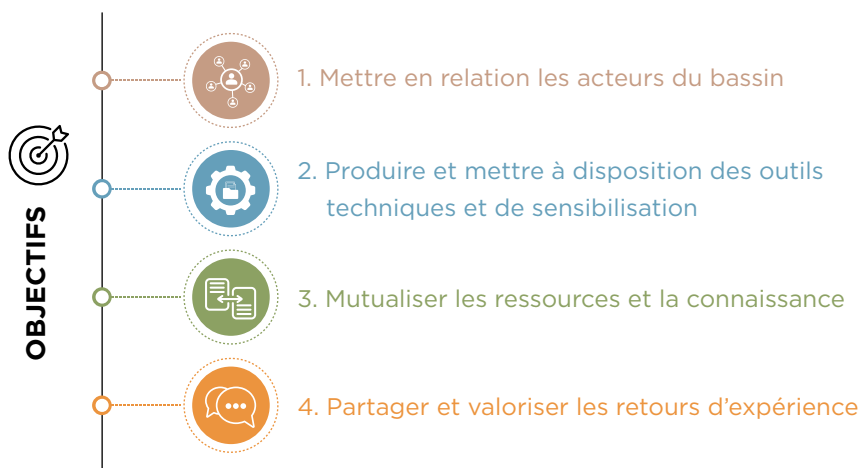 OBJECTIFS
1. Mettre en relation les acteurs du bassin
2. Produire et mettre à disposition des outils
techniques et de sensibilisation
3. Mutualiser les ressources et la connaissance
4. Partager et valoriser les retours d’expérience